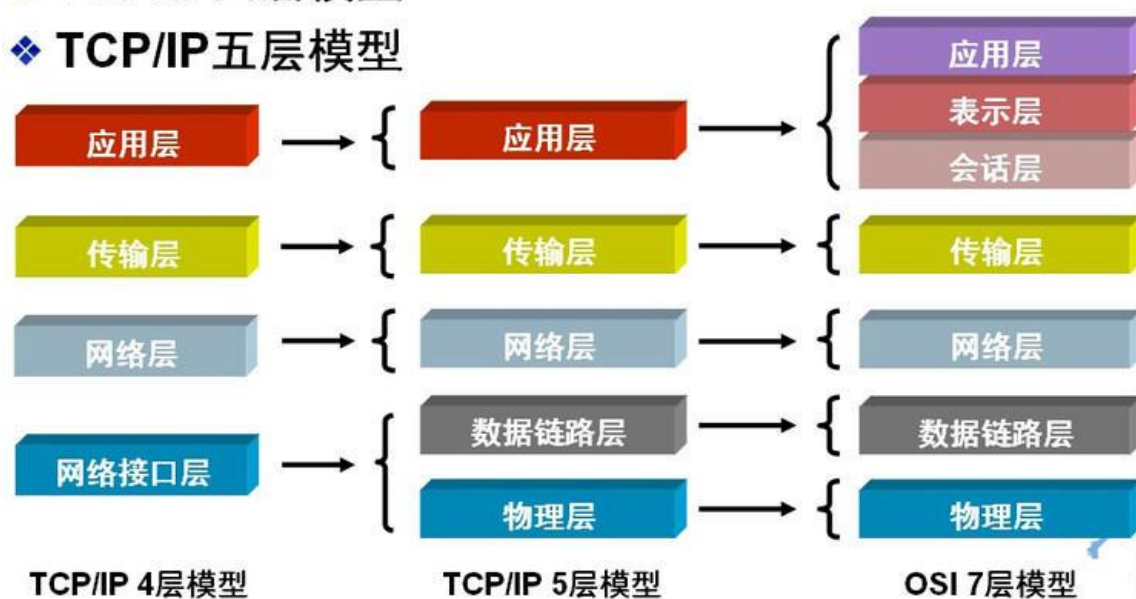 TCP/IP五层模型
应用层
传输层
网络层
网络接口层
TCP/IP 4层模型
应用层
传输层
网络层
数据链路层
物理层
TCP/IP 5层模型
应用层
表示层
会话层
传输层
网络层
数据链路层
物理层
OSI 7层模型